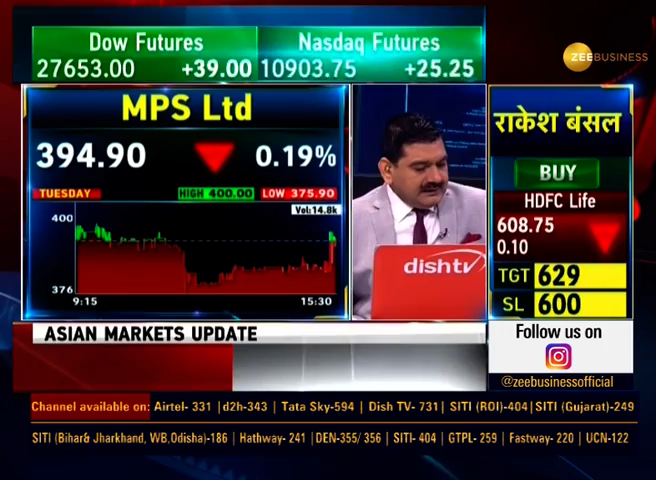 Dow Futures
27653.00 +39.00
Nasdaq Futures
10903.75 +25.25
ZEE BUSINESS
MPS Ltd
394.90 0.19%
TUESDAY HIGH 400.00 LOW 375.90
Vol:14.8k
400
376
9:15 15:30
dishtv
राकेश बंसल
BUY
HDFC Life
608.75
0.10
TGT 629
SL 600
ASIAN MARKETS UPDATE
Follow us on
@zeebusinessofficial
Channel available on: Airtel- 331 |d2h-343 | Tata Sky-594 | Dish TV- 731| SITI (ROI)-404| SITI (Gujarat)-249
SITI (Bihar& Jharkhand, WB,Odisha)-186 | Hathway- 241 |DEN-355/ 356 | SITI- 404 | GTPL- 259 | Fastway- 220 | UCN-122